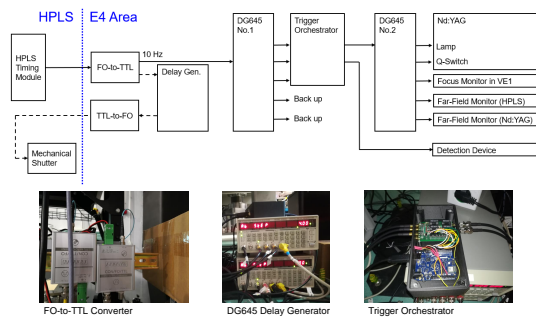 HPLS
E4 Area
HPLS
Timing
Module
FO-to-TTL
10 Hz
Delay Gen.
TTL-to-FO
Mechanical
Shutter
DG645
No.1
Back up
Back up
Trigger
Orchestrator
DG645
No.2
Nd:YAG
Lamp
Q-Switch
Focus Monitor in VE1
Far-Field Monitor (HPLS)
Far-Field Monitor (Nd:YAG)
Detection Device
FO-to-TTL Converter
DG645 Delay Generator
Trigger Orchestrator